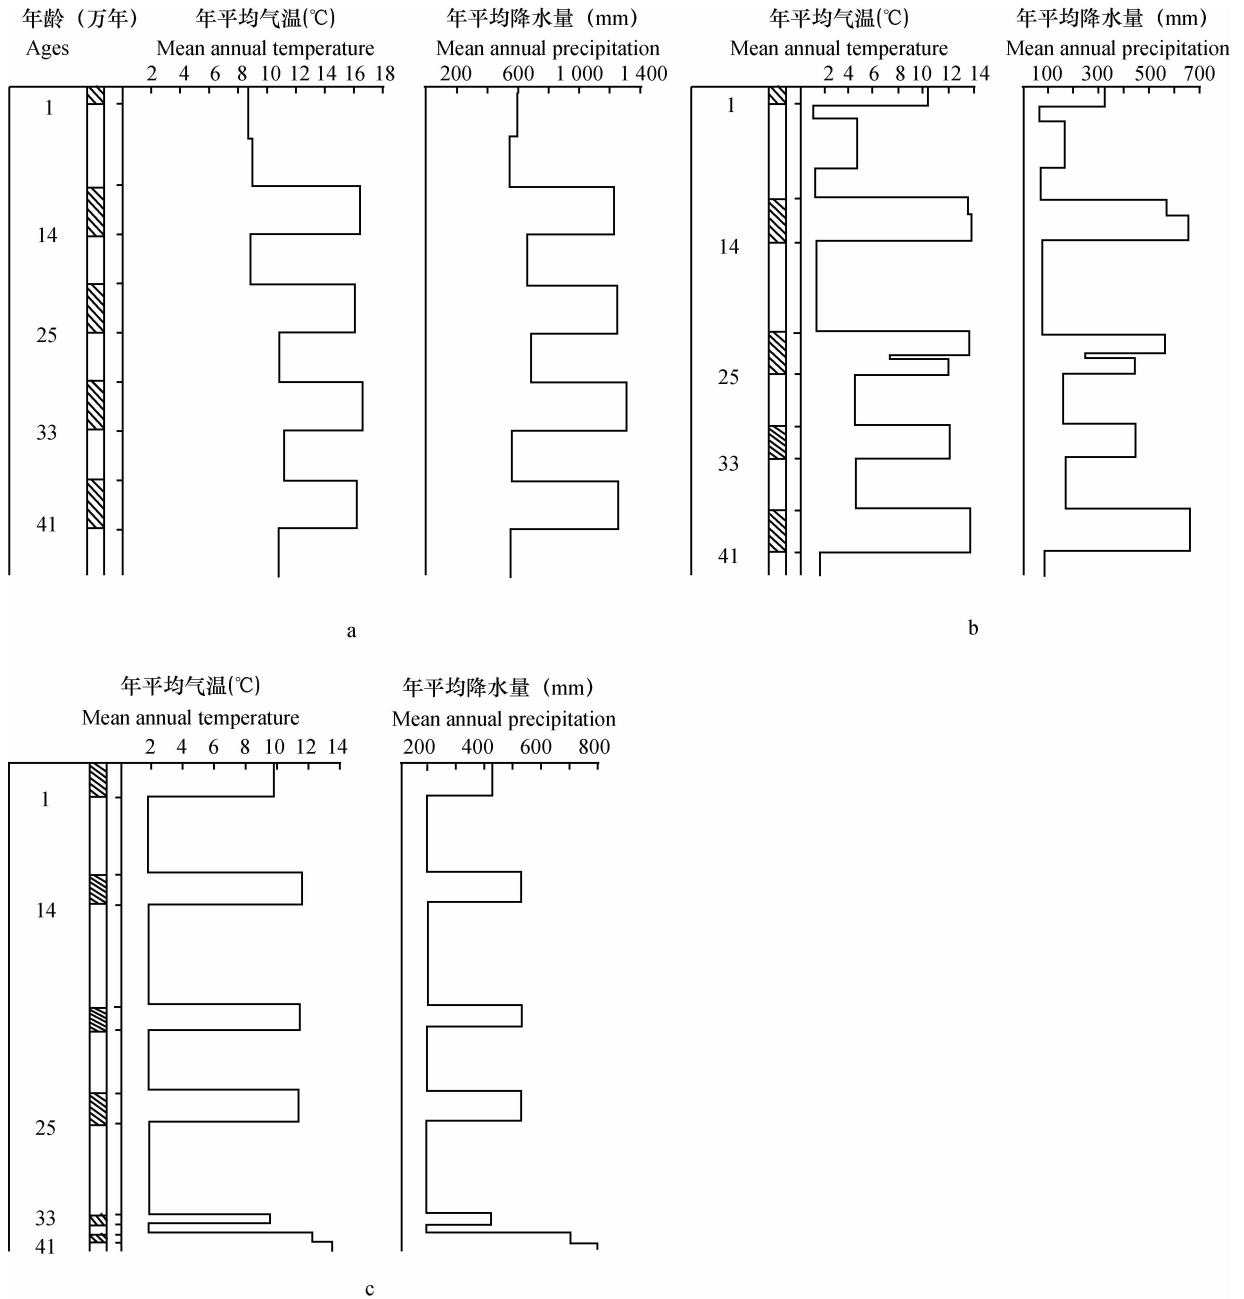 年龄（万年）
Ages
年平均气温(℃)
Mean annual temperature
2 4 6 8 10 12 14 16 18
年平均降水量（mm）
Mean annual precipitation
200 600 1 000 1 400
1
14
25
33
41
a
年平均气温(℃)
Mean annual temperature
2 4 6 8 10 12 14
年平均降水量（mm）
Mean annual precipitation
100 300 500 700
1
14
25
33
41
b
年平均气温(℃)
Mean annual temperature
2 4 6 8 10 12 14
年平均降水量（mm）
Mean annual precipitation
200 400 600 800
1
14
25
33
41
c